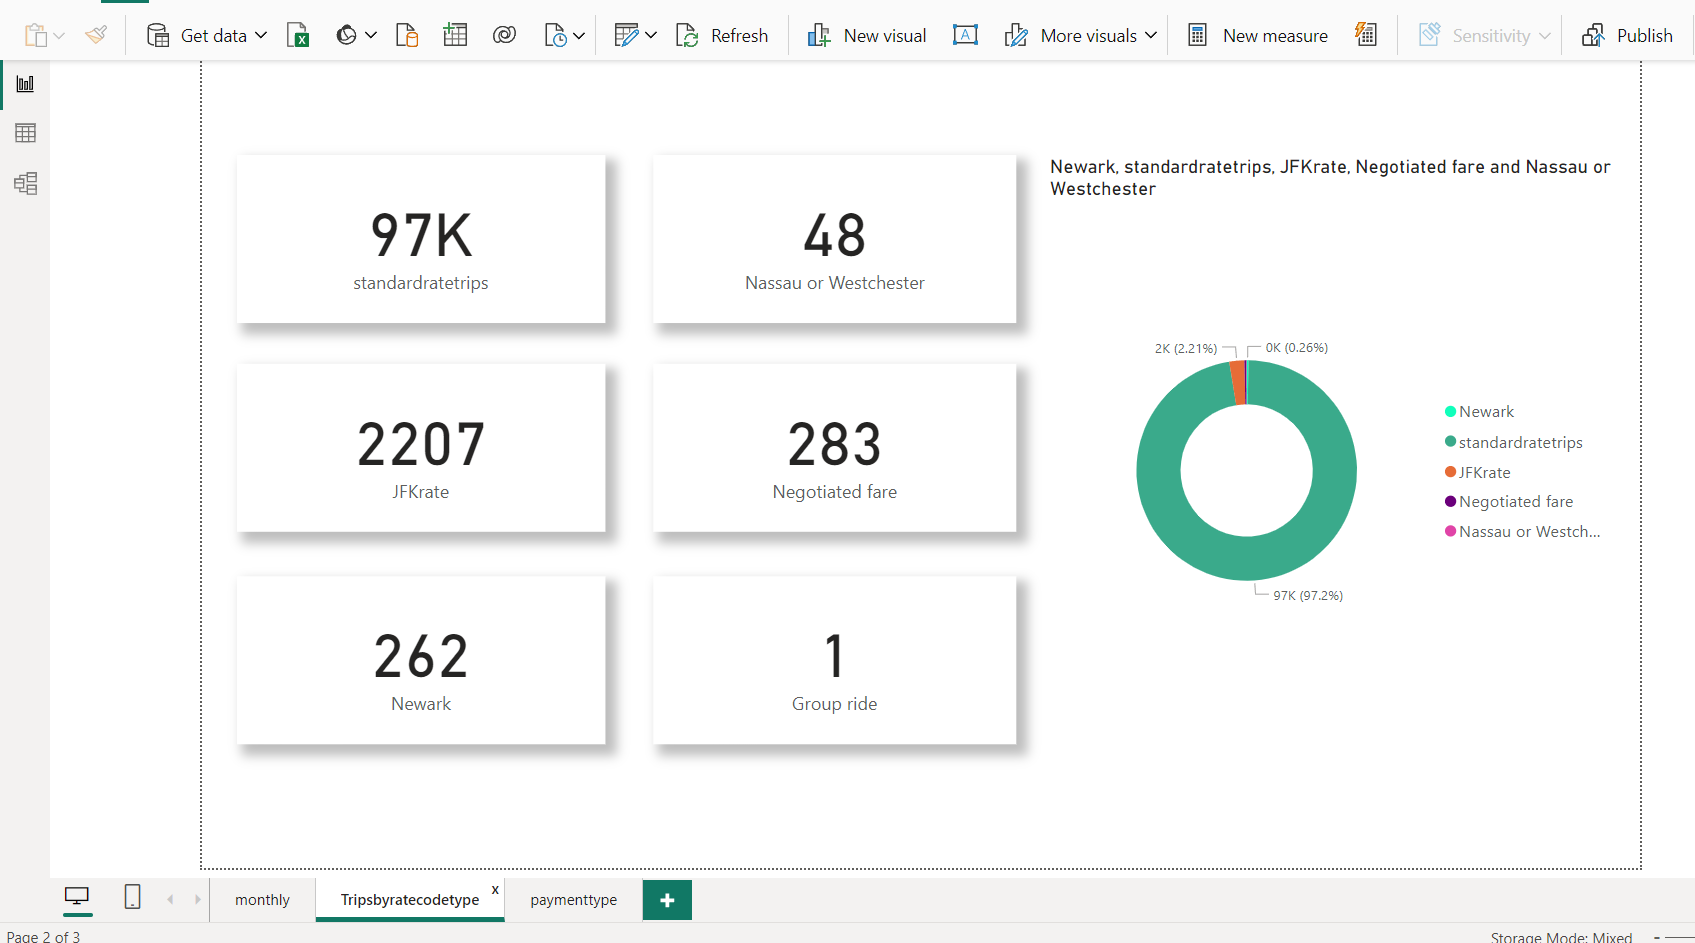 Get data
Refresh
New visual
A
More visuals
New measure
Sensitivity
Publish
97K
standardratetrips
48
Nassau or Westchester
2207
JFKrate
283
Negotiated fare
262
Newark
1
Group ride
Newark, standardratetrips, JFKrate, Negotiated fare and Nassau or
Westchester
2K (2.21%)
0K (0.26%)
97K (97.2%)
Newark
standardratetrips
JFKrate
Negotiated fare
Nassau or Westch...
monthly
Tripsbyratecodetype
x
paymenttype
+
Page 2 of 3
Storage Mode: Mixed
-